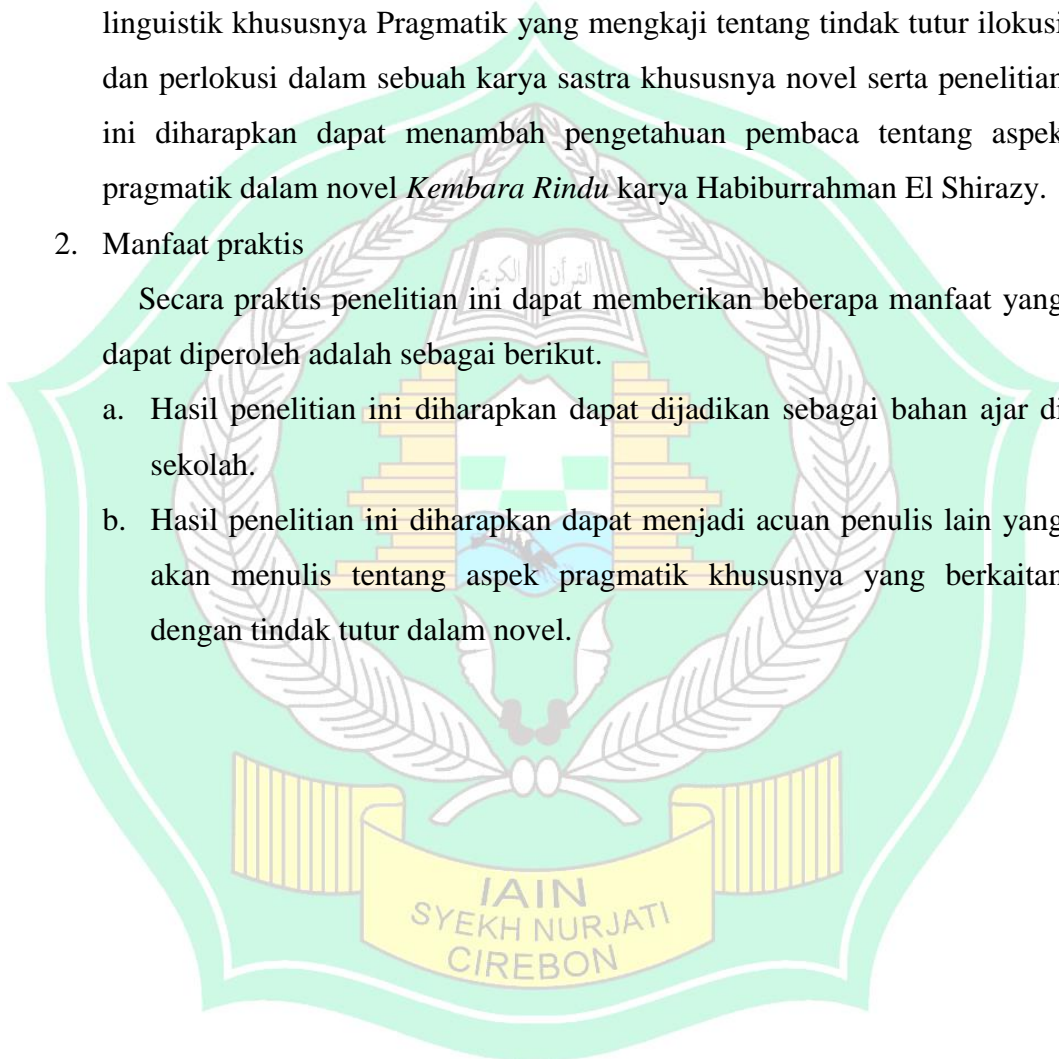 linguistik khususnya Pragmatik yang mengkaji tentang tindak tutur ilokusi
dan perlokusi dalam sebuah karya sastra khususnya novel serta penelitian
ini diharapkan dapat menambah pengetahuan pembaca tentang aspek
pragmatik dalam novel Kembara Rindu karya Habiburrahman El Shirazy.
2. Manfaat praktis
Secara praktis penelitian ini dapat memberikan beberapa manfaat yang
القرآن الكريم
dapat diperoleh adalah sebagai berikut.
a. Hasil penelitian ini diharapkan dapat dijadikan sebagai bahan ajar di
sekolah.
b. Hasil penelitian ini diharapkan dapat menjadi acuan penulis lain yang
akan menulis tentang aspek pragmatik khususnya yang berkaitan
dengan tindak tutur dalam novel.
IAIN
SYEKH NURJATI
CIREBON